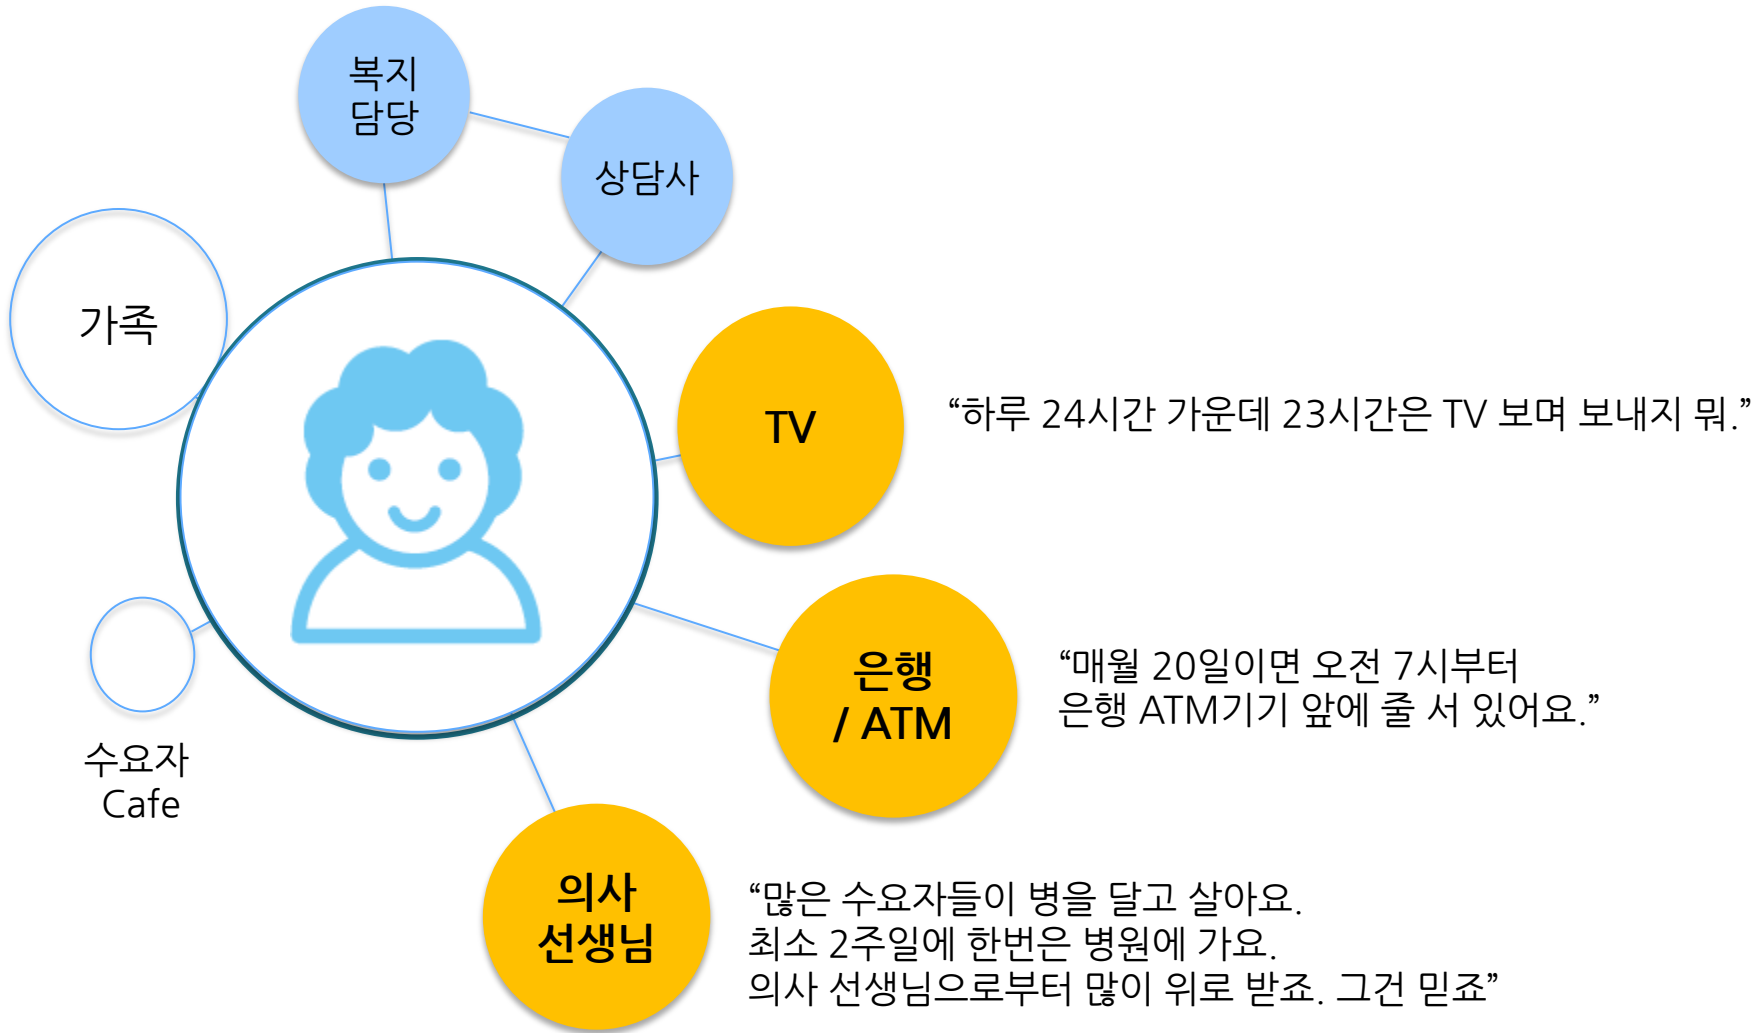 복지
담당
상담사
가족
TV
“하루 24시간 가운데 23시간은 TV 보며 보내지 뭐.”
은행
/ ATM
“매월 20일이면 오전 7시부터
은행 ATM기기 앞에 줄 서 있어요.”
수요자
Cafe
의사
선생님
“많은 수요자들이 병을 달고 살아요.
최소 2주일에 한번은 병원에 가요.
의사 선생님으로부터 많이 위로 받죠. 그건 믿죠”